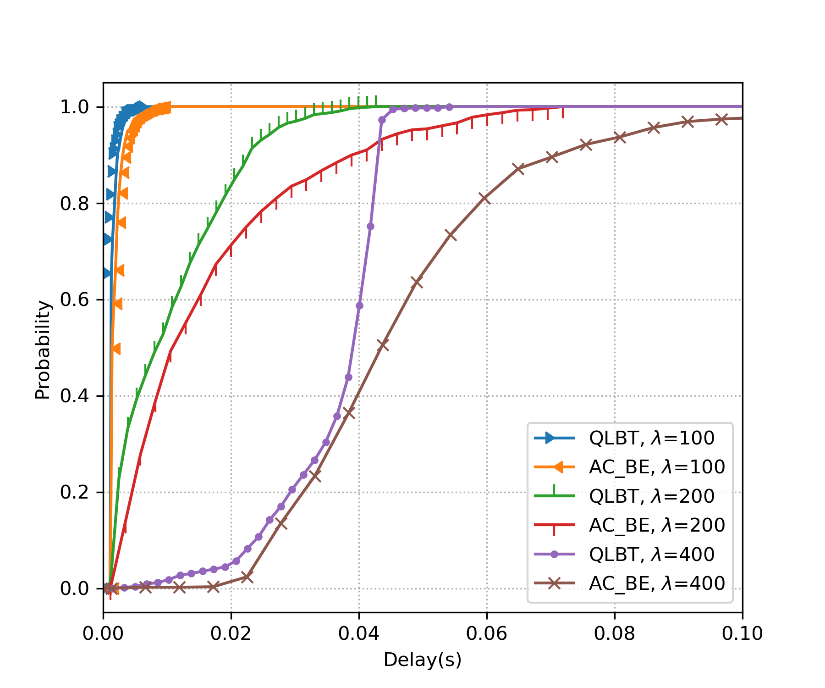 1.0
0.8
0.6
0.4
0.2
0.0
Probability
0.00 0.02 0.04 0.06 0.08 0.10
Delay(s)
QLBT, λ=100
AC_BE, λ=100
QLBT, λ=200
AC_BE, λ=200
QLBT, λ=400
AC_BE, λ=400